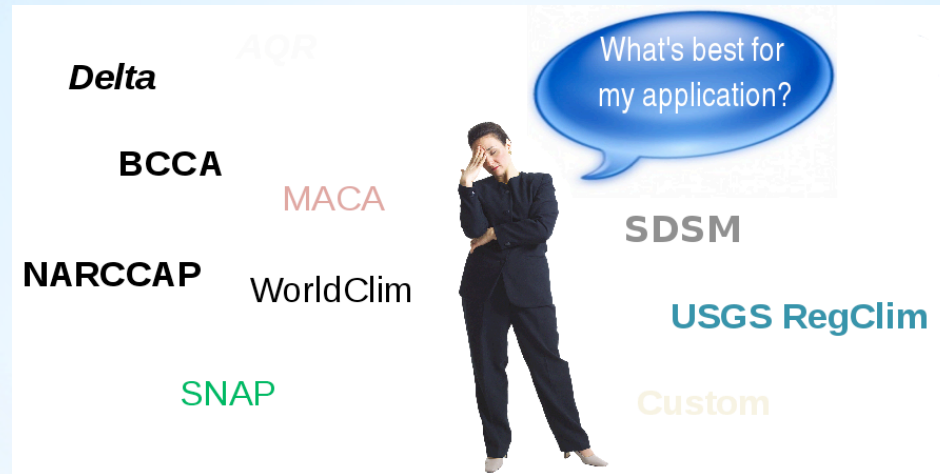 AQR
What's best for
my application?
Delta
BCCA
MACA
SDSM
NARCCAP
WorldClim
USGS RegClim
SNAP
Custom